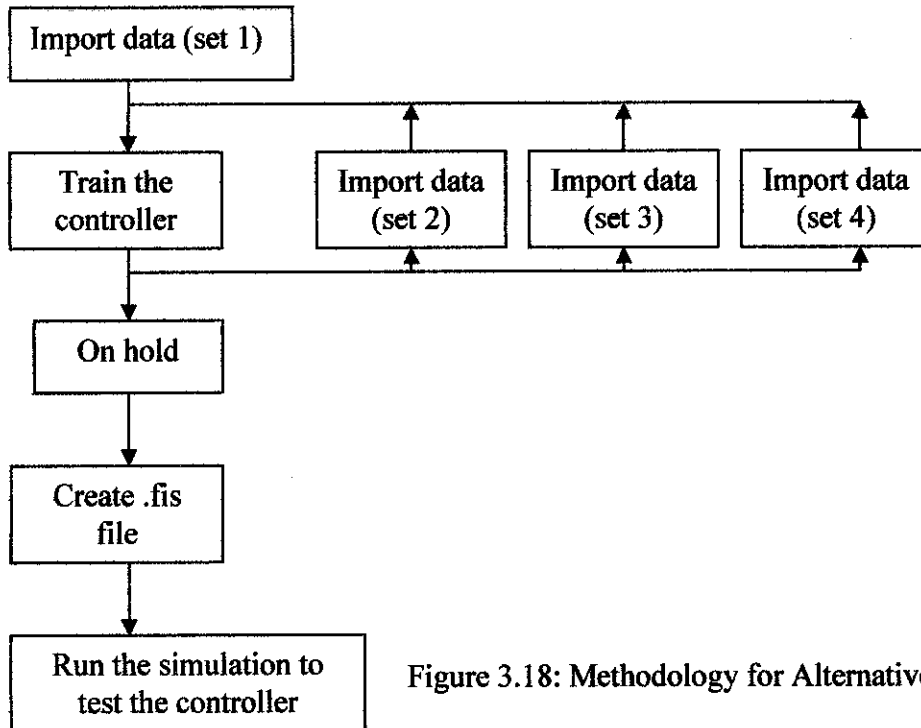 Import data (set 1)
Train the
controller
Import data
(set 2)
Import data
(set 3)
Import data
(set 4)
On hold
Create .fis
file
Run the simulation to
test the controller
Figure 3.18: Methodology for Alternative